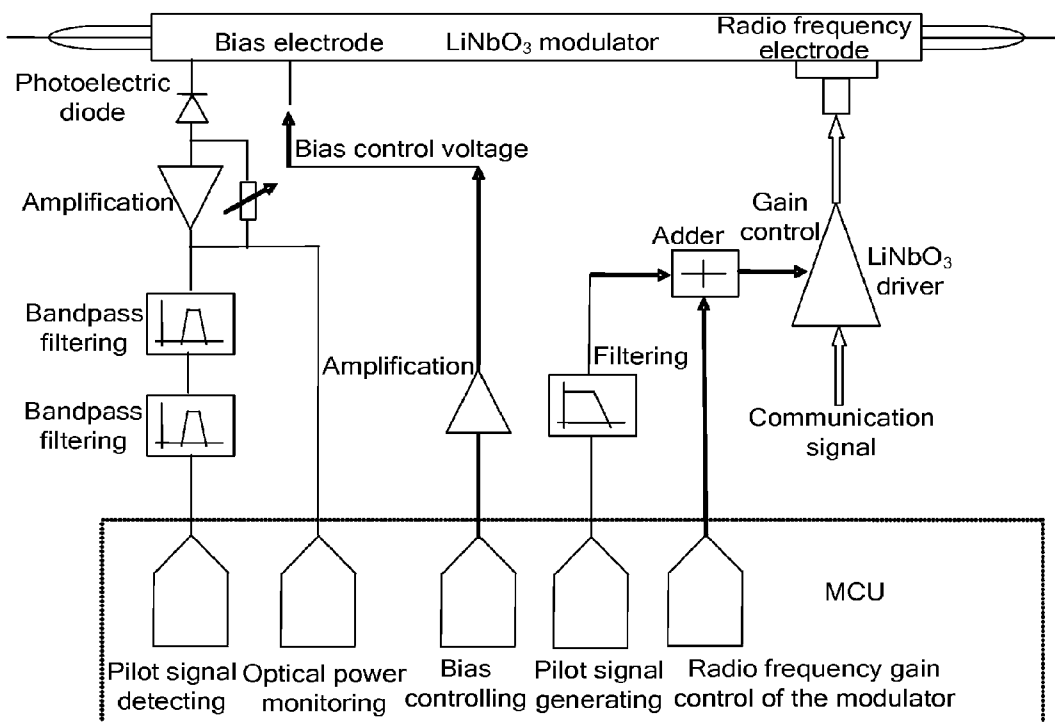 Bias electrode
LiNbO₃ modulator
Radio frequency
electrode
Photoelectric
diode
Bias control voltage
Amplification
Gain
control
Adder
LiNbO₃
driver
Bandpass
filtering
Amplification
Filtering
Bandpass
filtering
Communication
signal
MCU
Pilot signal
detecting
Optical power
monitoring
Bias
controlling
Pilot signal
generating
Radio frequency gain
control of the modulator